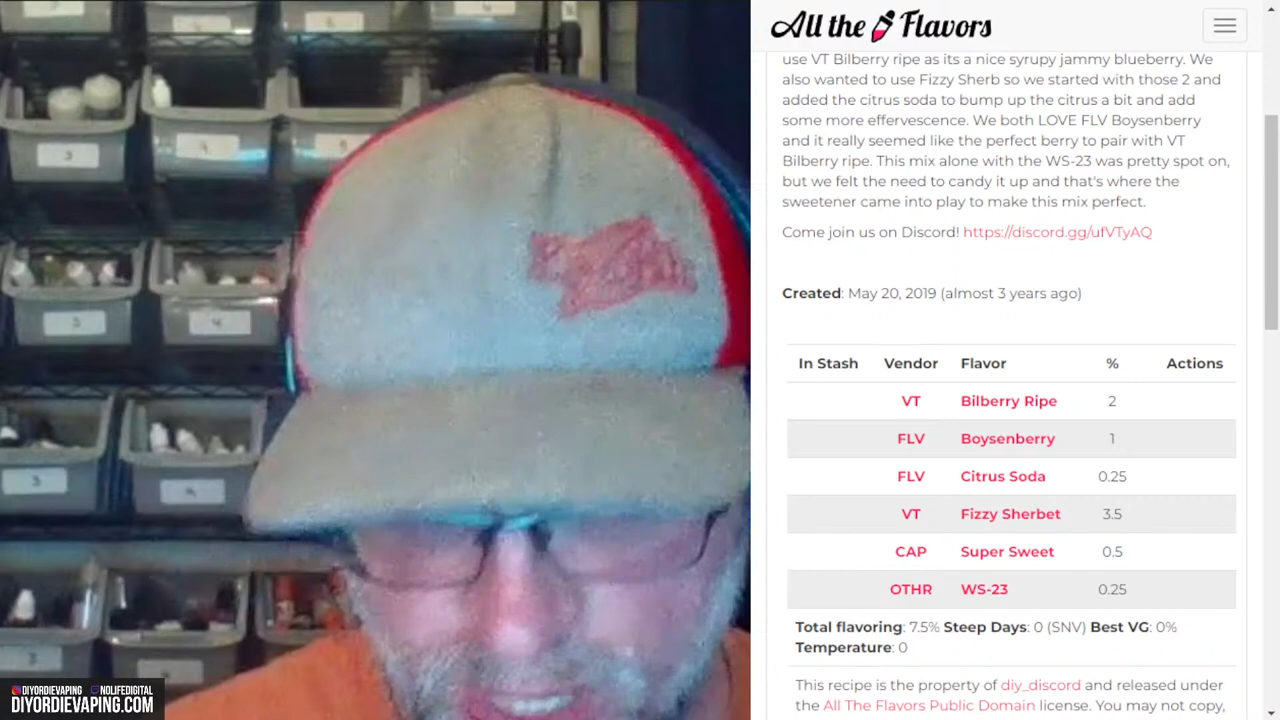 All the Flavors
use VT Bilberry ripe as its a nice syrupy jammy blueberry. We
also wanted to use Fizzy Sherb so we started with those 2 and
added the citrus soda to bump up the citrus a bit and add
some more effervescence. We both LOVE FLV Boysenberry
and it really seemed like the perfect berry to pair with VT
Bilberry ripe. This mix alone with the WS-23 was pretty spot on,
but we felt the need to candy it up and that's where the
sweetener came into play to make this mix perfect.
Come join us on Discord! https://discord.gg/ufVTyAQ
Created: May 20, 2019 (almost 3 years ago)
In Stash Vendor Flavor % Actions
VT Bilberry Ripe 2
FLV Boysenberry 1
FLV Citrus Soda 0.25
VT Fizzy Sherbet 3.5
CAP Super Sweet 0.5
OTHR WS-23 0.25
Total flavoring: 7.5% Steep Days: 0 (SNV) Best VG: 0%
Temperature: 0
This recipe is the property of diy_discord and released under
the All The Flavors Public Domain license. You may not copy,
DIYORDIEVAPING NOLIFEDIGITAL
DIYORDIEVAPING.COM